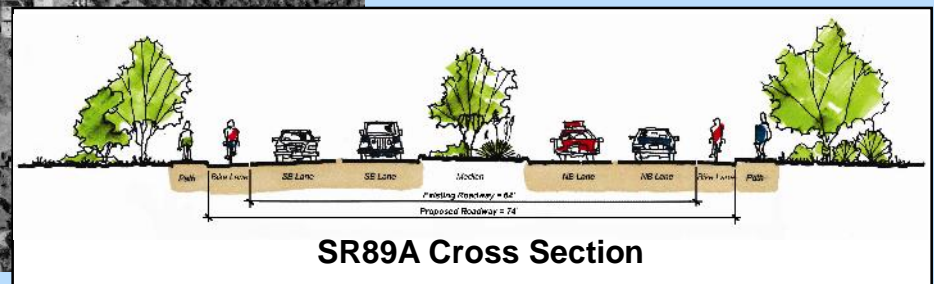 Path Bike Lane SB Lane SB Lane Median NB Lane NB Lane Bike Lane Path
Existing Roadway = 64'
Proposed Roadway = 74'
SR89A Cross Section